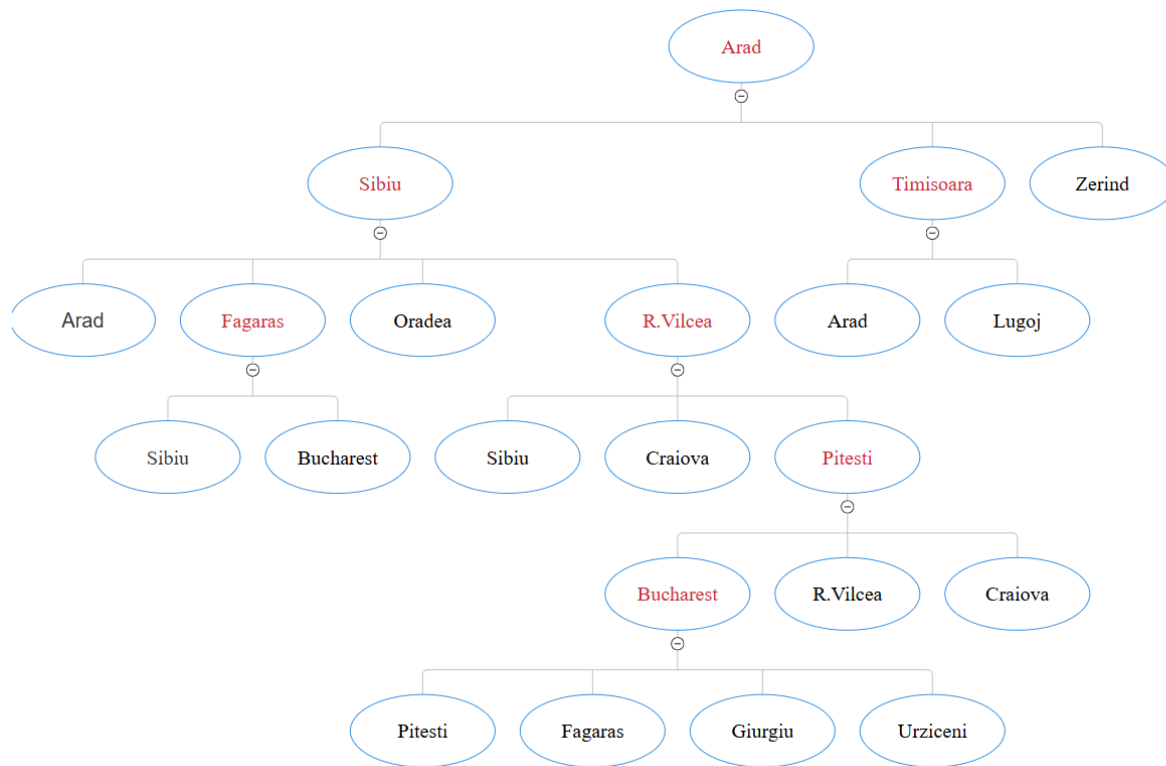 Arad
Sibiu
Timisoara
Zerind
Arad
Fagaras
Oradea
R.Vilcea
Arad
Lugoj
Sibiu
Bucharest
Sibiu
Craiova
Pitesti
Bucharest
R.Vilcea
Craiova
Pitesti
Fagaras
Giurgiu
Urziceni